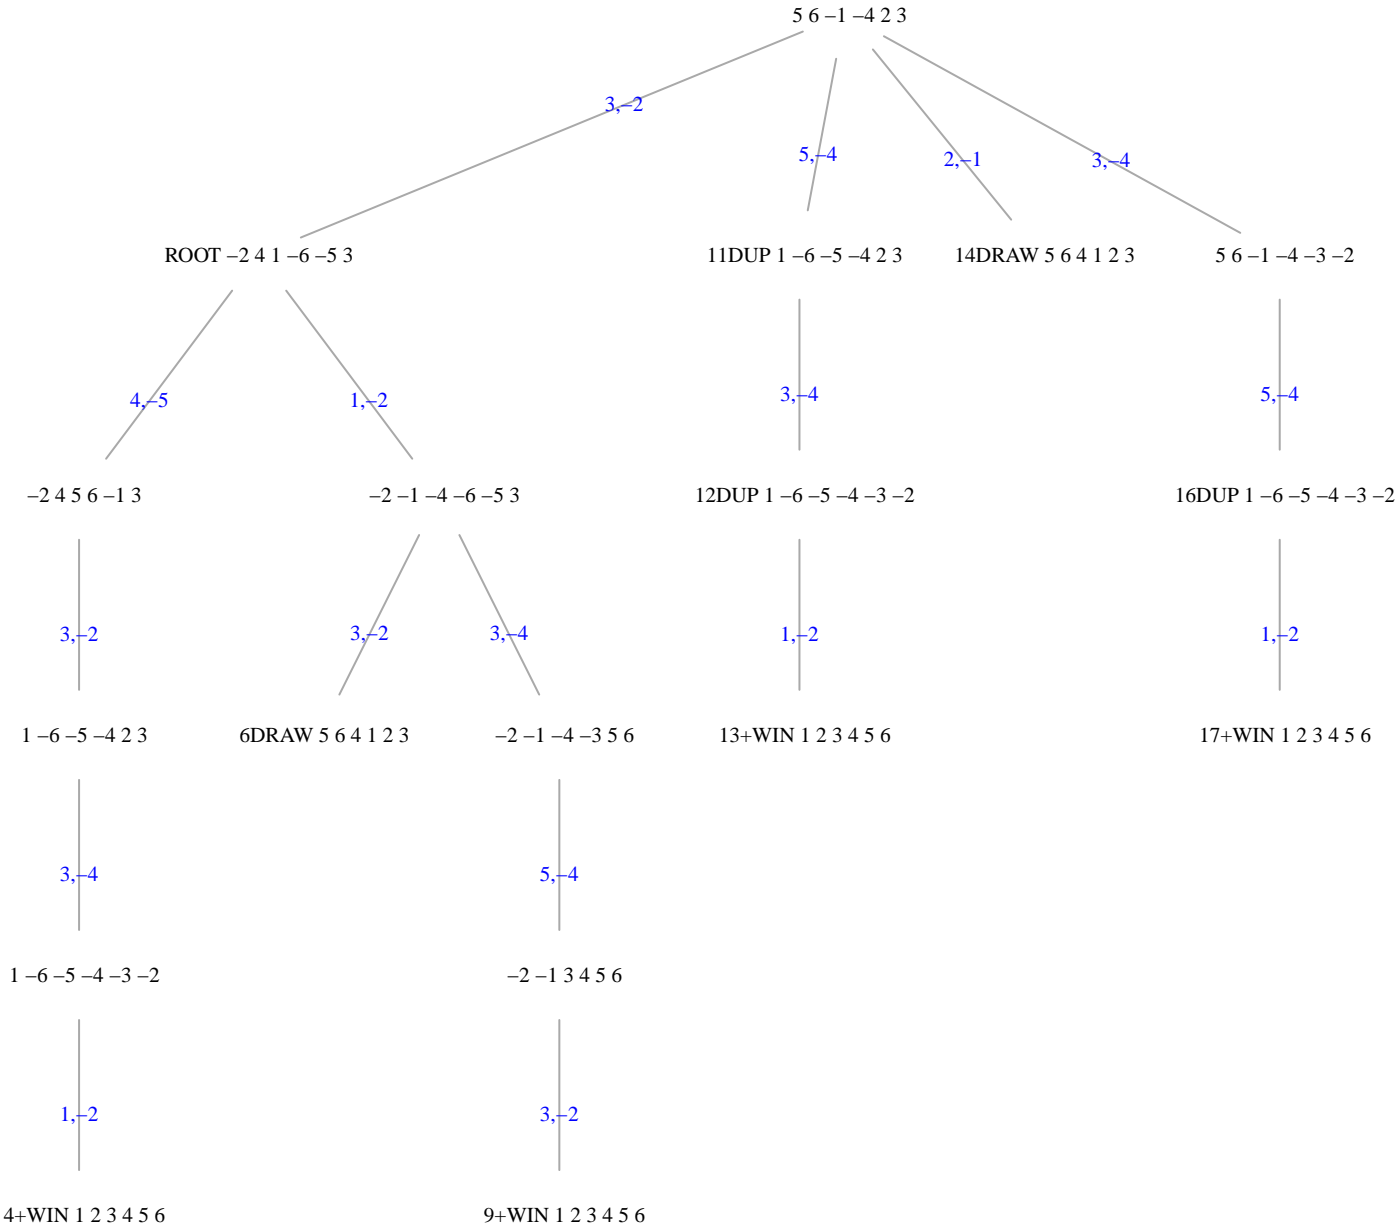 5 6 –1 –4 2 3
3,–2
5,–4
2,–1
3,–4
ROOT –2 4 1 –6 –5 3
11DUP 1 –6 –5 –4 2 3
14DRAW 5 6 4 1 2 3
5 6 –1 –4 –3 –2
4,–5
1,–2
3,–4
5,–4
–2 4 5 6 –1 3
–2 –1 –4 –6 –5 3
12DUP 1 –6 –5 –4 –3 –2
16DUP 1 –6 –5 –4 –3 –2
3,–2
3,–2
3,–4
1,–2
1,–2
1 –6 –5 –4 2 3
6DRAW 5 6 4 1 2 3
–2 –1 –4 –3 5 6
13+WIN 1 2 3 4 5 6
17+WIN 1 2 3 4 5 6
3,–4
5,–4
1 –6 –5 –4 –3 –2
–2 –1 3 4 5 6
1,–2
3,–2
4+WIN 1 2 3 4 5 6
9+WIN 1 2 3 4 5 6